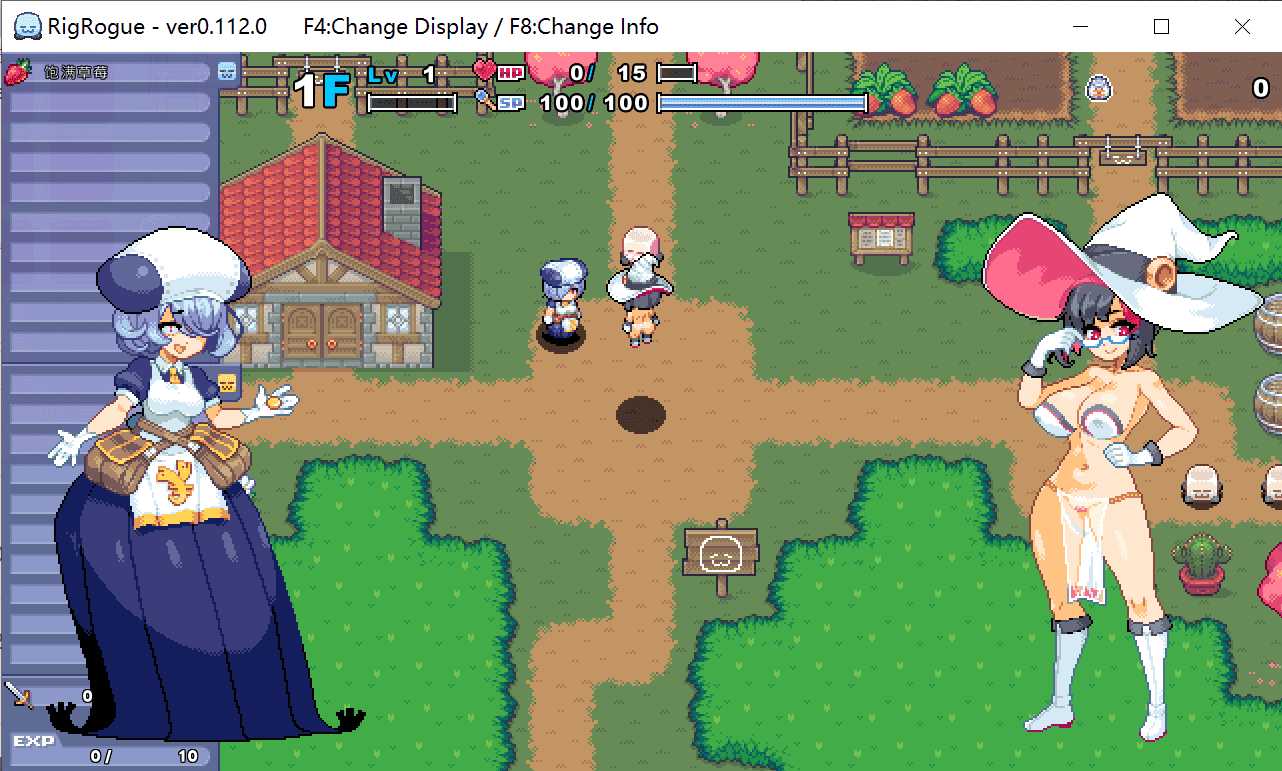 RigRogue - ver0.112.0 F4:Change Display / F8:Change Info
饱满草莓
1F Lv 1 HP 0/ 15
SP 100/ 100
0
0
EXP
0/ 10